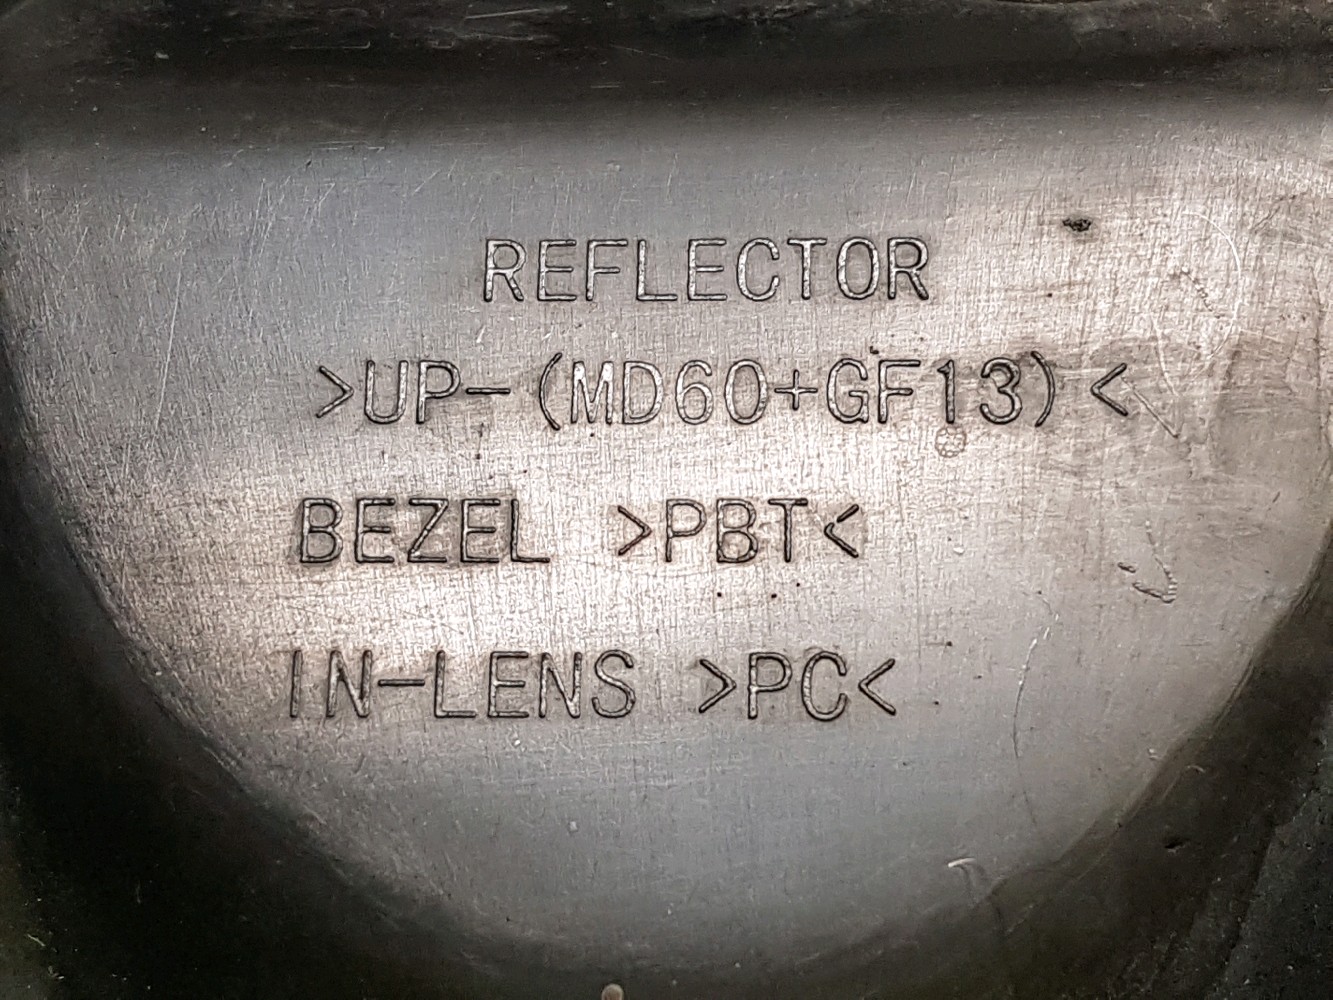 REFLECTOR
>UP-(MD60+GF13)<
BEZEL >PBT<
IN-LENS >PC<